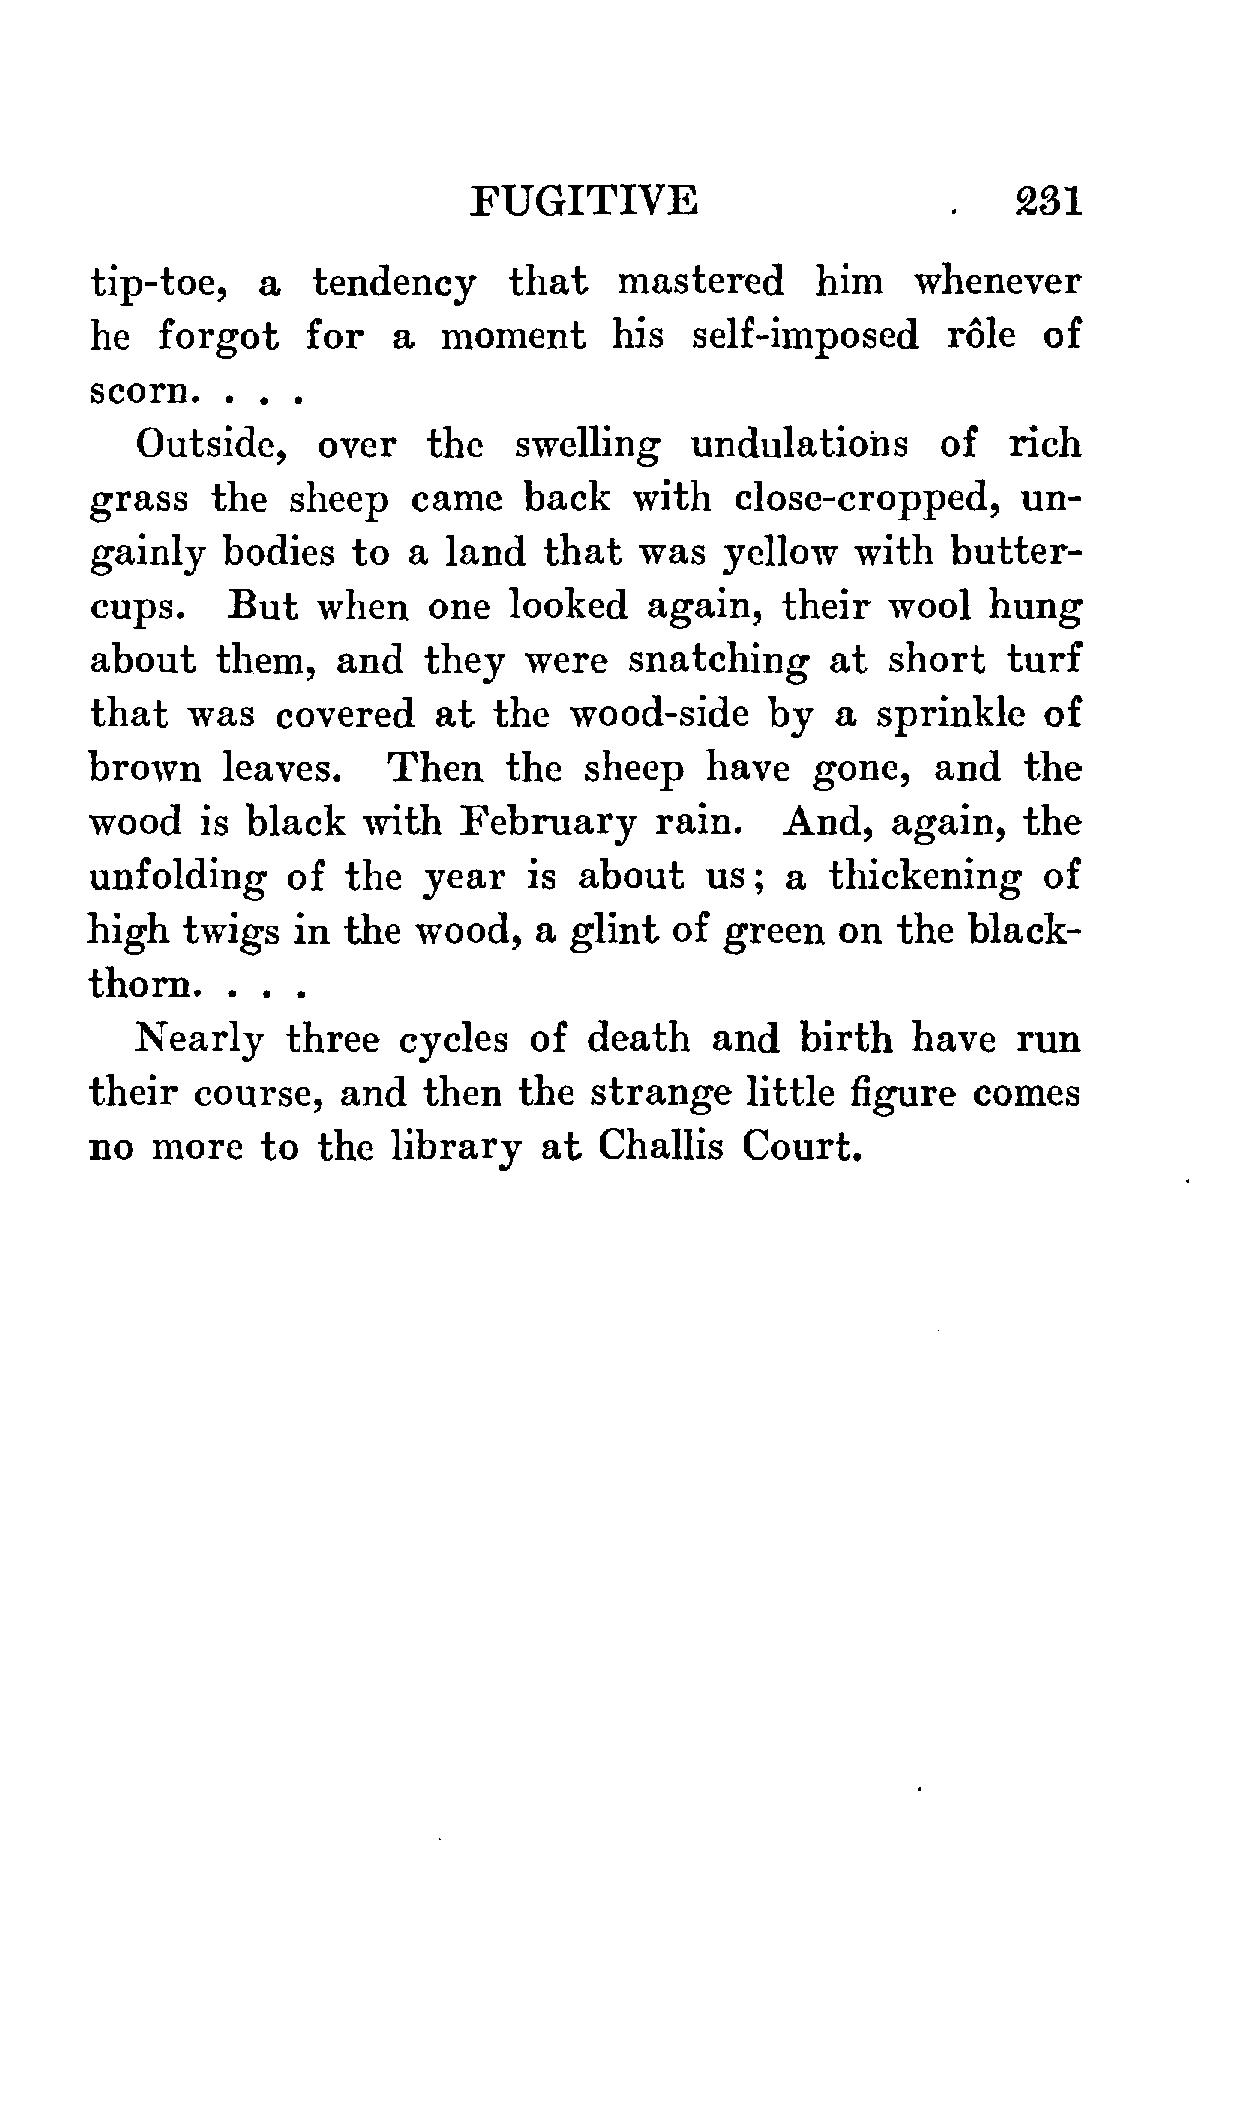 FUGITIVE 231
tip-toe, a tendency that mastered him whenever
he forgot for a moment his self-imposed rôle of
scorn. . . .
Outside, over the swelling undulations of rich
grass the sheep came back with close-cropped, un-
gainly bodies to a land that was yellow with butter-
cups. But when one looked again, their wool hung
about them, and they were snatching at short turf
that was covered at the wood-side by a sprinkle of
brown leaves. Then the sheep have gone, and the
wood is black with February rain. And, again, the
unfolding of the year is about us; a thickening of
high twigs in the wood, a glint of green on the black-
thorn. . . .
Nearly three cycles of death and birth have run
their course, and then the strange little figure comes
no more to the library at Challis Court.